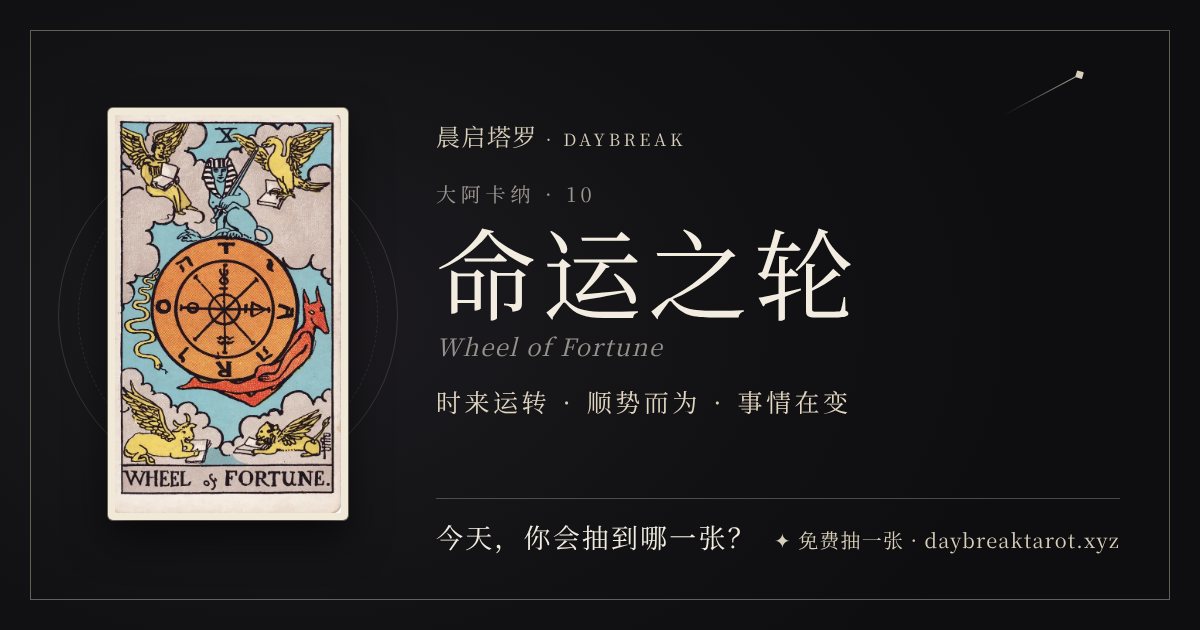 X
WHEEL of FORTUNE.
晨启塔罗 · DAYBREAK
大阿卡纳 · 10
命运之轮
Wheel of Fortune
时来运转 · 顺势而为 · 事情在变
今天，你会抽到哪一张？ ✦ 免费抽一张 · daybreaktarot.xyz